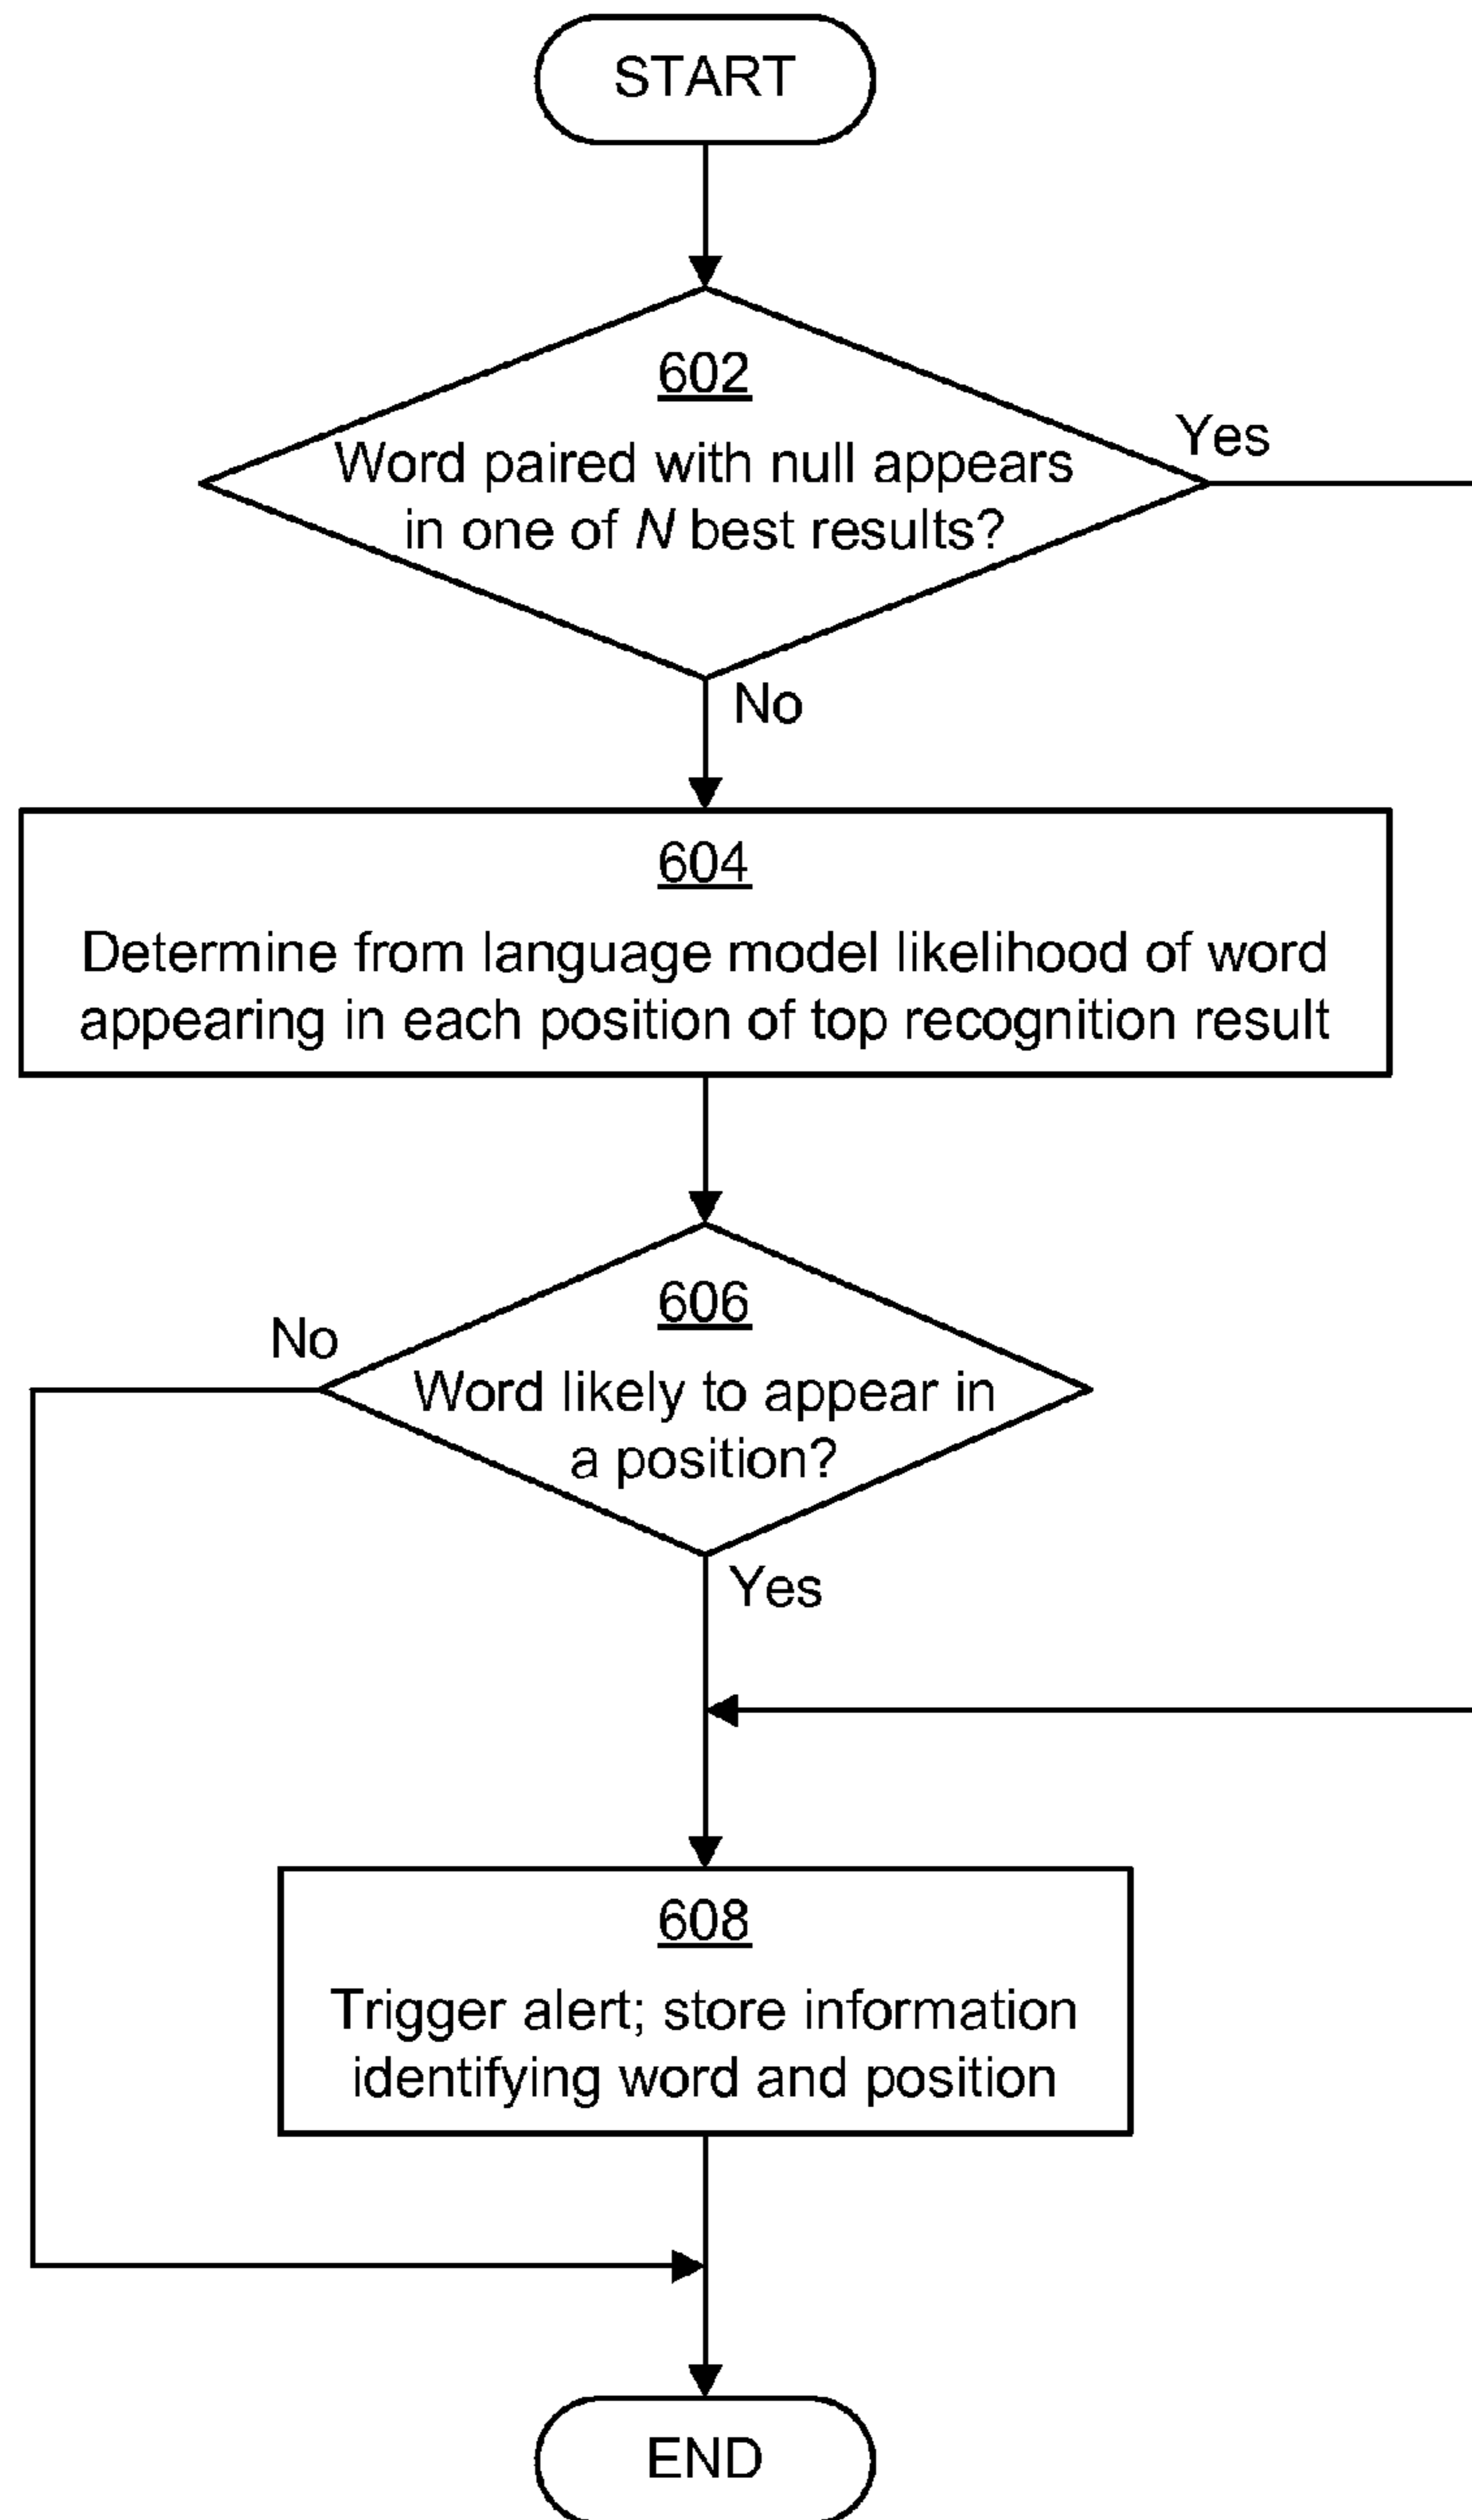 START
602
Word paired with null appears
in one of N best results?
Yes
No
604
Determine from language model likelihood of word
appearing in each position of top recognition result
606
No
Word likely to appear in
a position?
Yes
608
Trigger alert; store information
identifying word and position
END